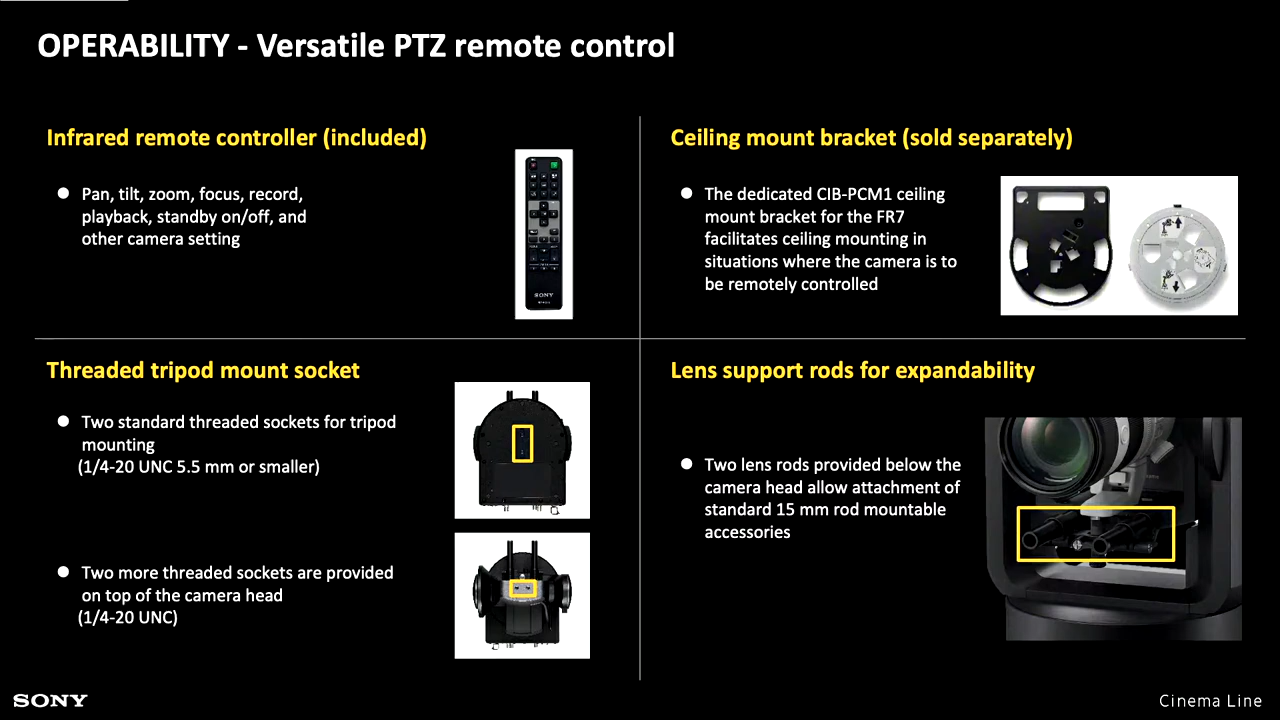 OPERABILITY - Versatile PTZ remote control
Infrared remote controller (included)
● Pan, tilt, zoom, focus, record,
playback, standby on/off, and
other camera setting
SONY
Ceiling mount bracket (sold separately)
● The dedicated CIB-PCM1 ceiling
mount bracket for the FR7
facilitates ceiling mounting in
situations where the camera is to
be remotely controlled
Threaded tripod mount socket
● Two standard threaded sockets for tripod
mounting
(1/4-20 UNC 5.5 mm or smaller)
● Two more threaded sockets are provided
on top of the camera head
(1/4-20 UNC)
Lens support rods for expandability
● Two lens rods provided below the
camera head allow attachment of
standard 15 mm rod mountable
accessories
SONY
Cinema Line